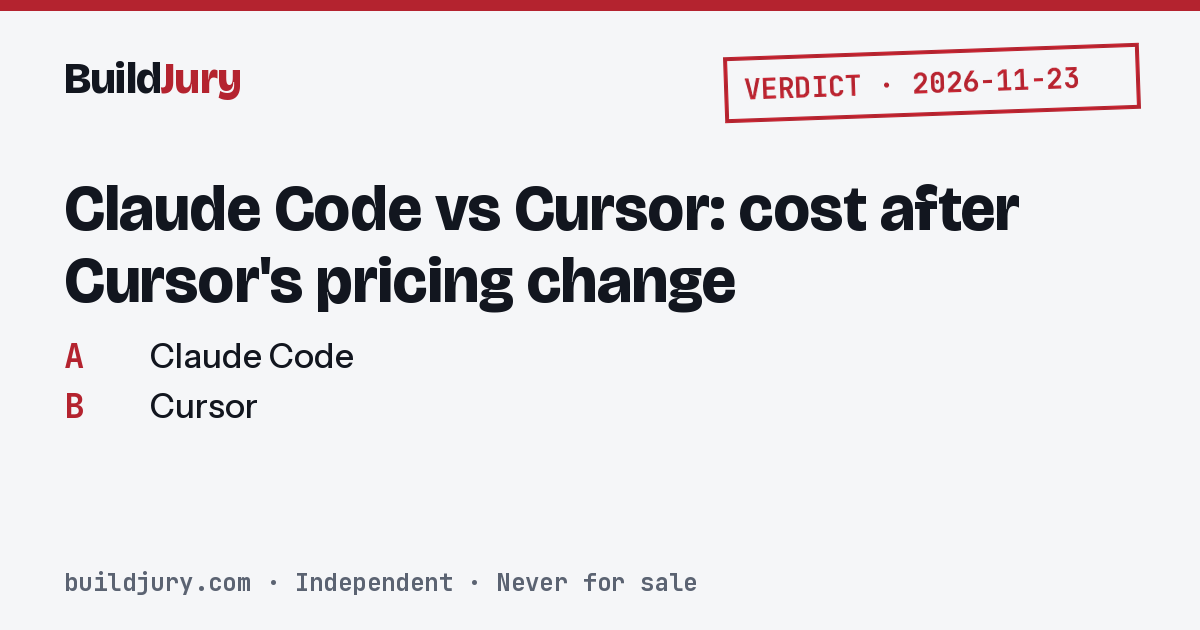 BuildJury
VERDICT · 2026-11-23
Claude Code vs Cursor: cost after
Cursor's pricing change
A Claude Code
B Cursor
buildjury.com · Independent · Never for sale